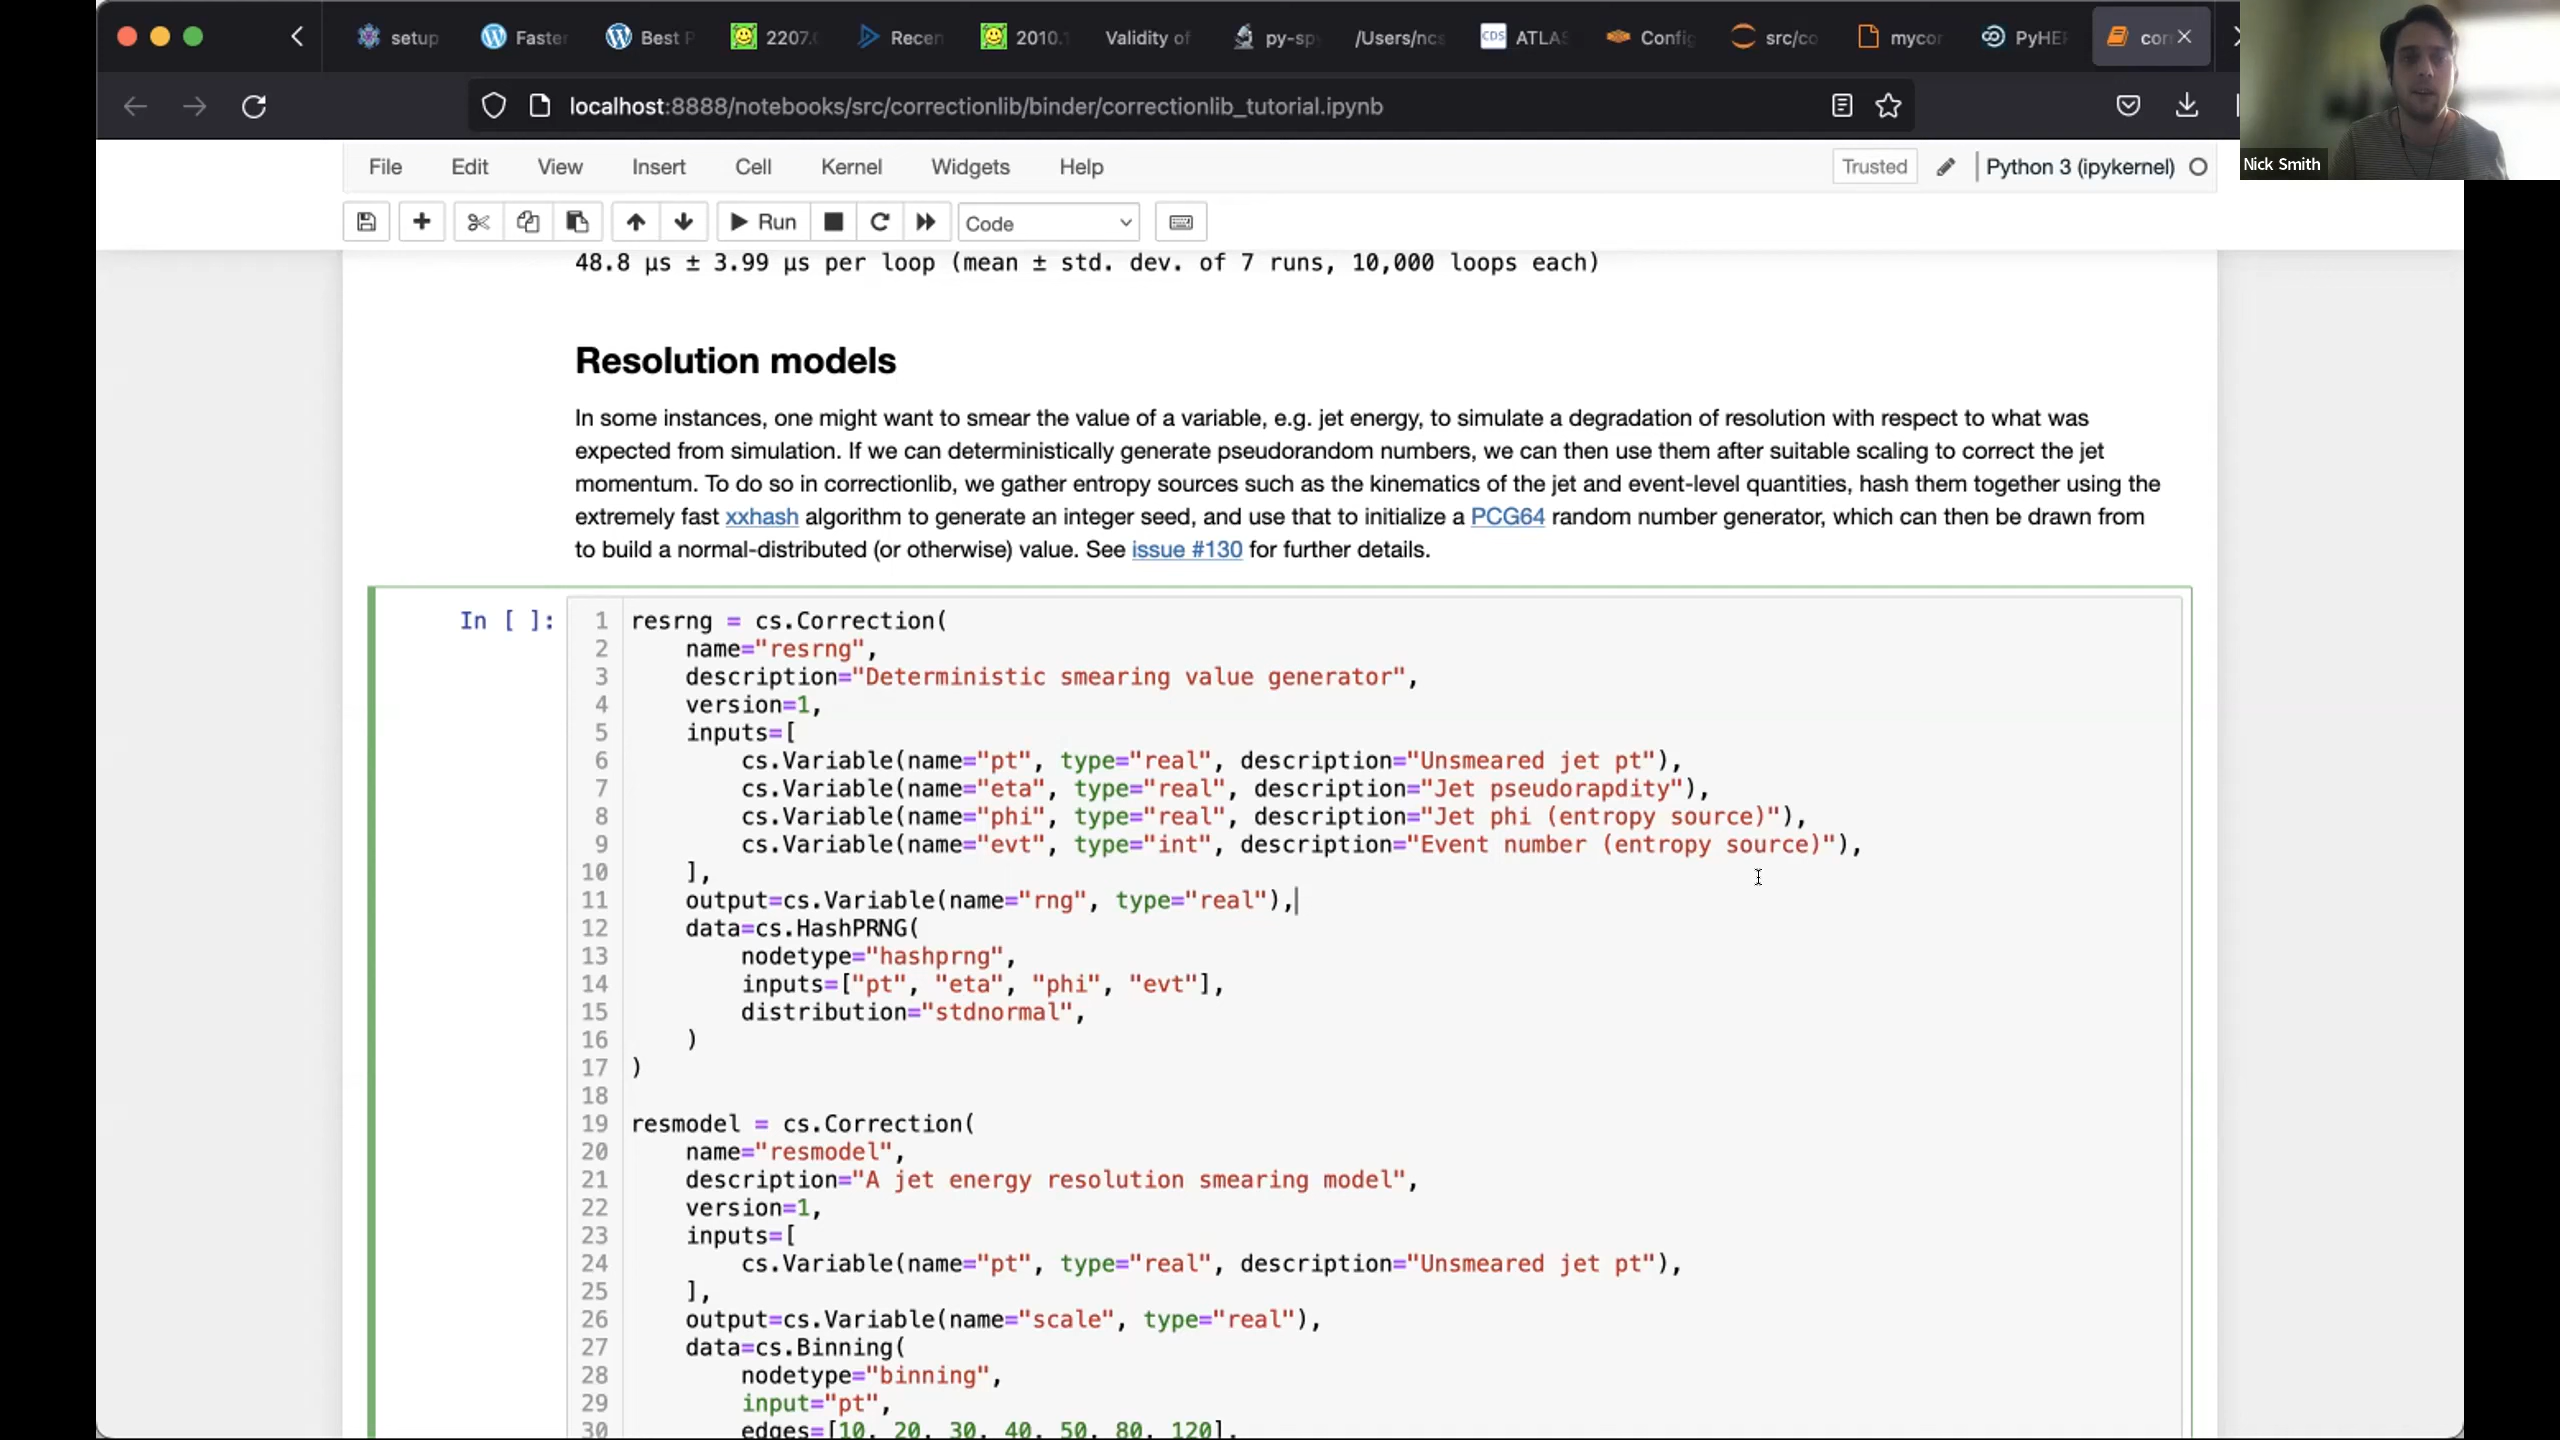 setup
Faster
Best P
2207.0
Recen
2010.1
Validity of
py-sp
/Users/ncs
CDS
ATLAS
Config
src/co
mycor
PyHEP
cor
localhost:8888/notebooks/src/correctionlib/binder/correctionlib_tutorial.ipynb
Nick Smith
File Edit View Insert Cell Kernel Widgets Help Trusted Python 3 (ipykernel)
Run Code
48.8 µs ± 3.99 µs per loop (mean ± std. dev. of 7 runs, 10,000 loops each)
Resolution models
In some instances, one might want to smear the value of a variable, e.g. jet energy, to simulate a degradation of resolution with respect to what was
expected from simulation. If we can deterministically generate pseudorandom numbers, we can then use them after suitable scaling to correct the jet
momentum. To do so in correctionlib, we gather entropy sources such as the kinematics of the jet and event-level quantities, hash them together using the
extremely fast xxhash algorithm to generate an integer seed, and use that to initialize a PCG64 random number generator, which can then be drawn from
to build a normal-distributed (or otherwise) value. See issue #130 for further details.
In [ ]: 1 resrng = cs.Correction(
2 name="resrng",
3 description="Deterministic smearing value generator",
4 version=1,
5 inputs=[
6 cs.Variable(name="pt", type="real", description="Unsmeared jet pt"),
7 cs.Variable(name="eta", type="real", description="Jet pseudorapdity"),
8 cs.Variable(name="phi", type="real", description="Jet phi (entropy source)"),
9 cs.Variable(name="evt", type="int", description="Event number (entropy source)"),
10 ],
11 output=cs.Variable(name="rng", type="real"),
12 data=cs.HashPRNG(
13 nodetype="hashprng",
14 inputs=["pt", "eta", "phi", "evt"],
15 distribution="stdnormal",
16 )
17 )
18
19 resmodel = cs.Correction(
20 name="resmodel",
21 description="A jet energy resolution smearing model",
22 version=1,
23 inputs=[
24 cs.Variable(name="pt", type="real", description="Unsmeared jet pt"),
25 ],
26 output=cs.Variable(name="scale", type="real"),
27 data=cs.Binning(
28 nodetype="binning",
29 input="pt",
30 edges=[10, 20, 30, 40, 50, 80, 120],